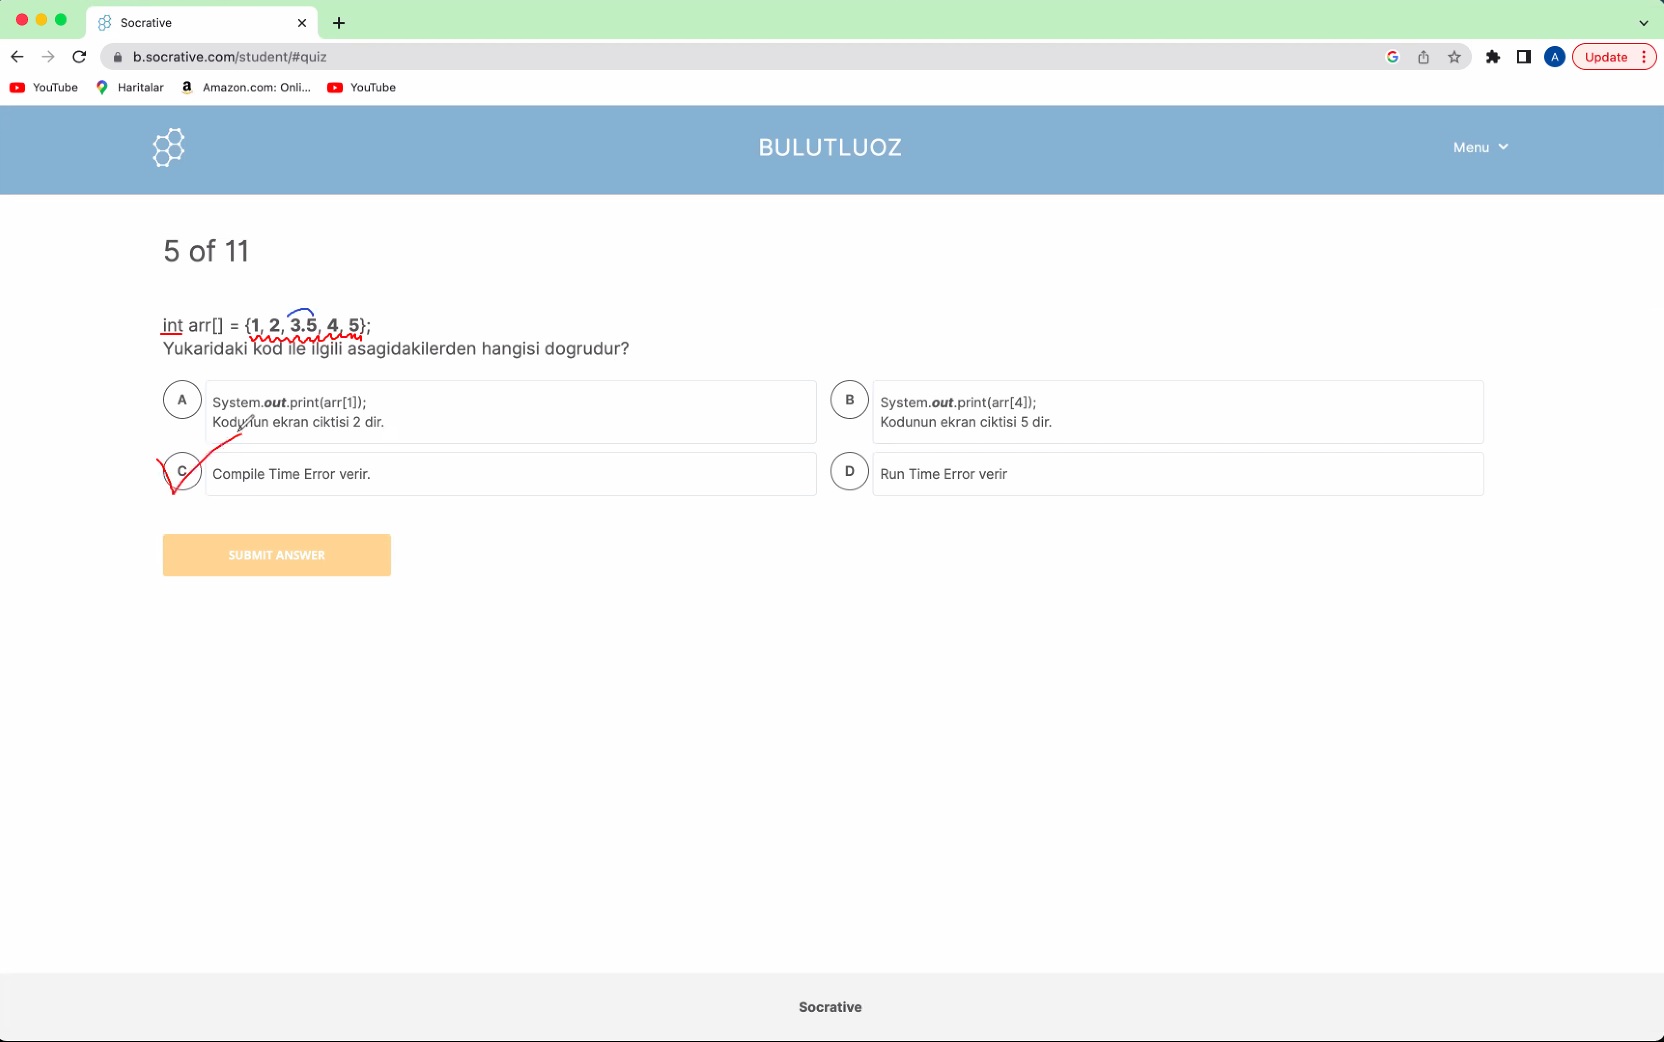 Socrative
b.socrative.com/student/#quiz
A
Update
YouTube
Haritalar
Amazon.com: Onli...
YouTube
BULUTLUOZ
Menu
5 of 11
int arr[] = {1, 2, 3.5, 4, 5};
Yukaridaki kod ile ilgili asagidakilerden hangisi dogrudur?
A
System.out.print(arr[1]);
Kodunun ekran ciktisi 2 dir.
B
System.out.print(arr[4]);
Kodunun ekran ciktisi 5 dir.
C
Compile Time Error verir.
D
Run Time Error verir
SUBMIT ANSWER
Socrative